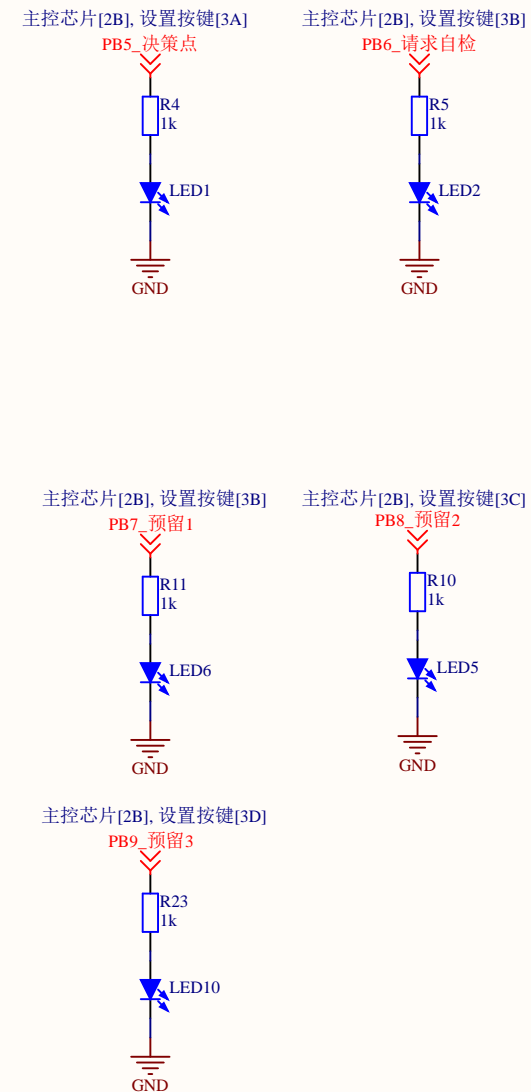 主控芯片[2B], 设置按键[3A]
PB5_决策点
R4
1k
LED1
GND
主控芯片[2B], 设置按键[3B]
PB6_请求自检
R5
1k
LED2
GND
主控芯片[2B], 设置按键[3B]
PB7_预留1
R11
1k
LED6
GND
主控芯片[2B], 设置按键[3C]
PB8_预留2
R10
1k
LED5
GND
主控芯片[2B], 设置按键[3D]
PB9_预留3
R23
1k
LED10
GND